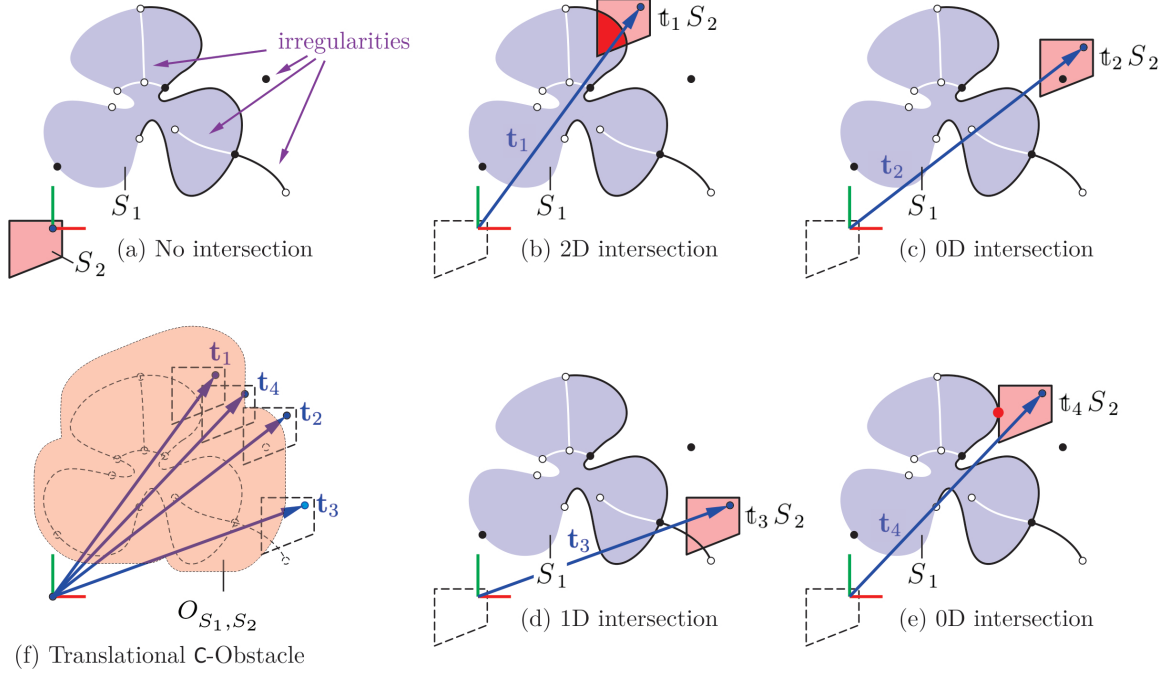 irregularities
S1
S2
(a) No intersection
𝕥1 S2
t1
S1
(b) 2D intersection
𝕥2 S2
t2
S1
(c) 0D intersection
t1
t4
t2
t3
OS1,S2
(f) Translational C-Obstacle
𝕥3 S2
t3
S1
(d) 1D intersection
𝕥4 S2
t4
S1
(e) 0D intersection